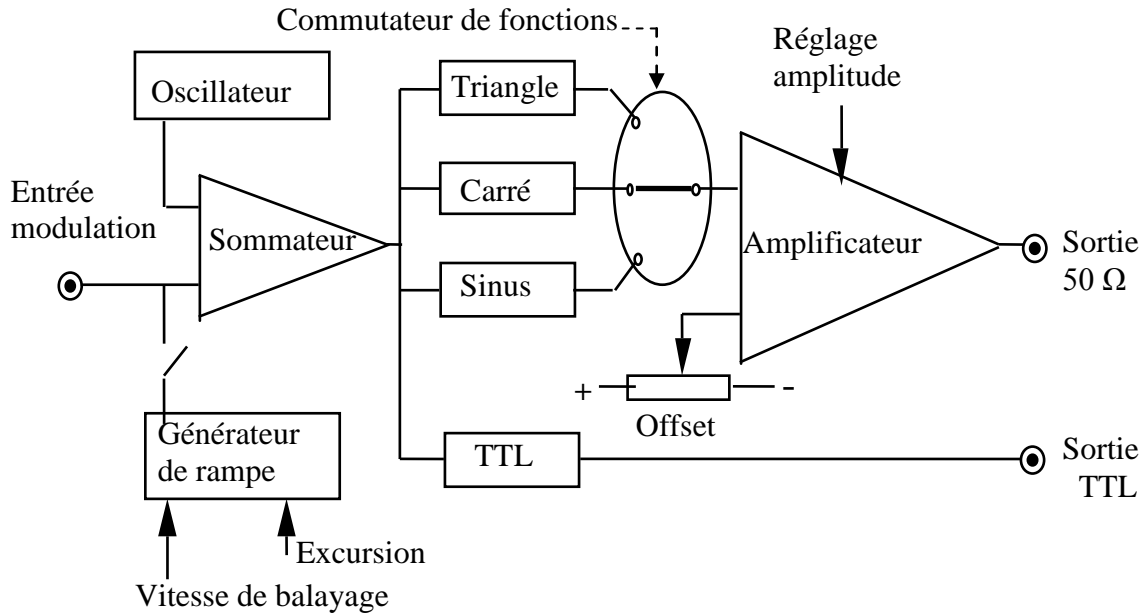 Commutateur de fonctions
Réglage
amplitude
Oscillateur
Triangle
Entrée
modulation
Carré
Sommateur
Amplificateur
Sortie
50 Ω
Sinus
+
-
Offset
Générateur
de rampe
TTL
Sortie
TTL
Excursion
Vitesse de balayage